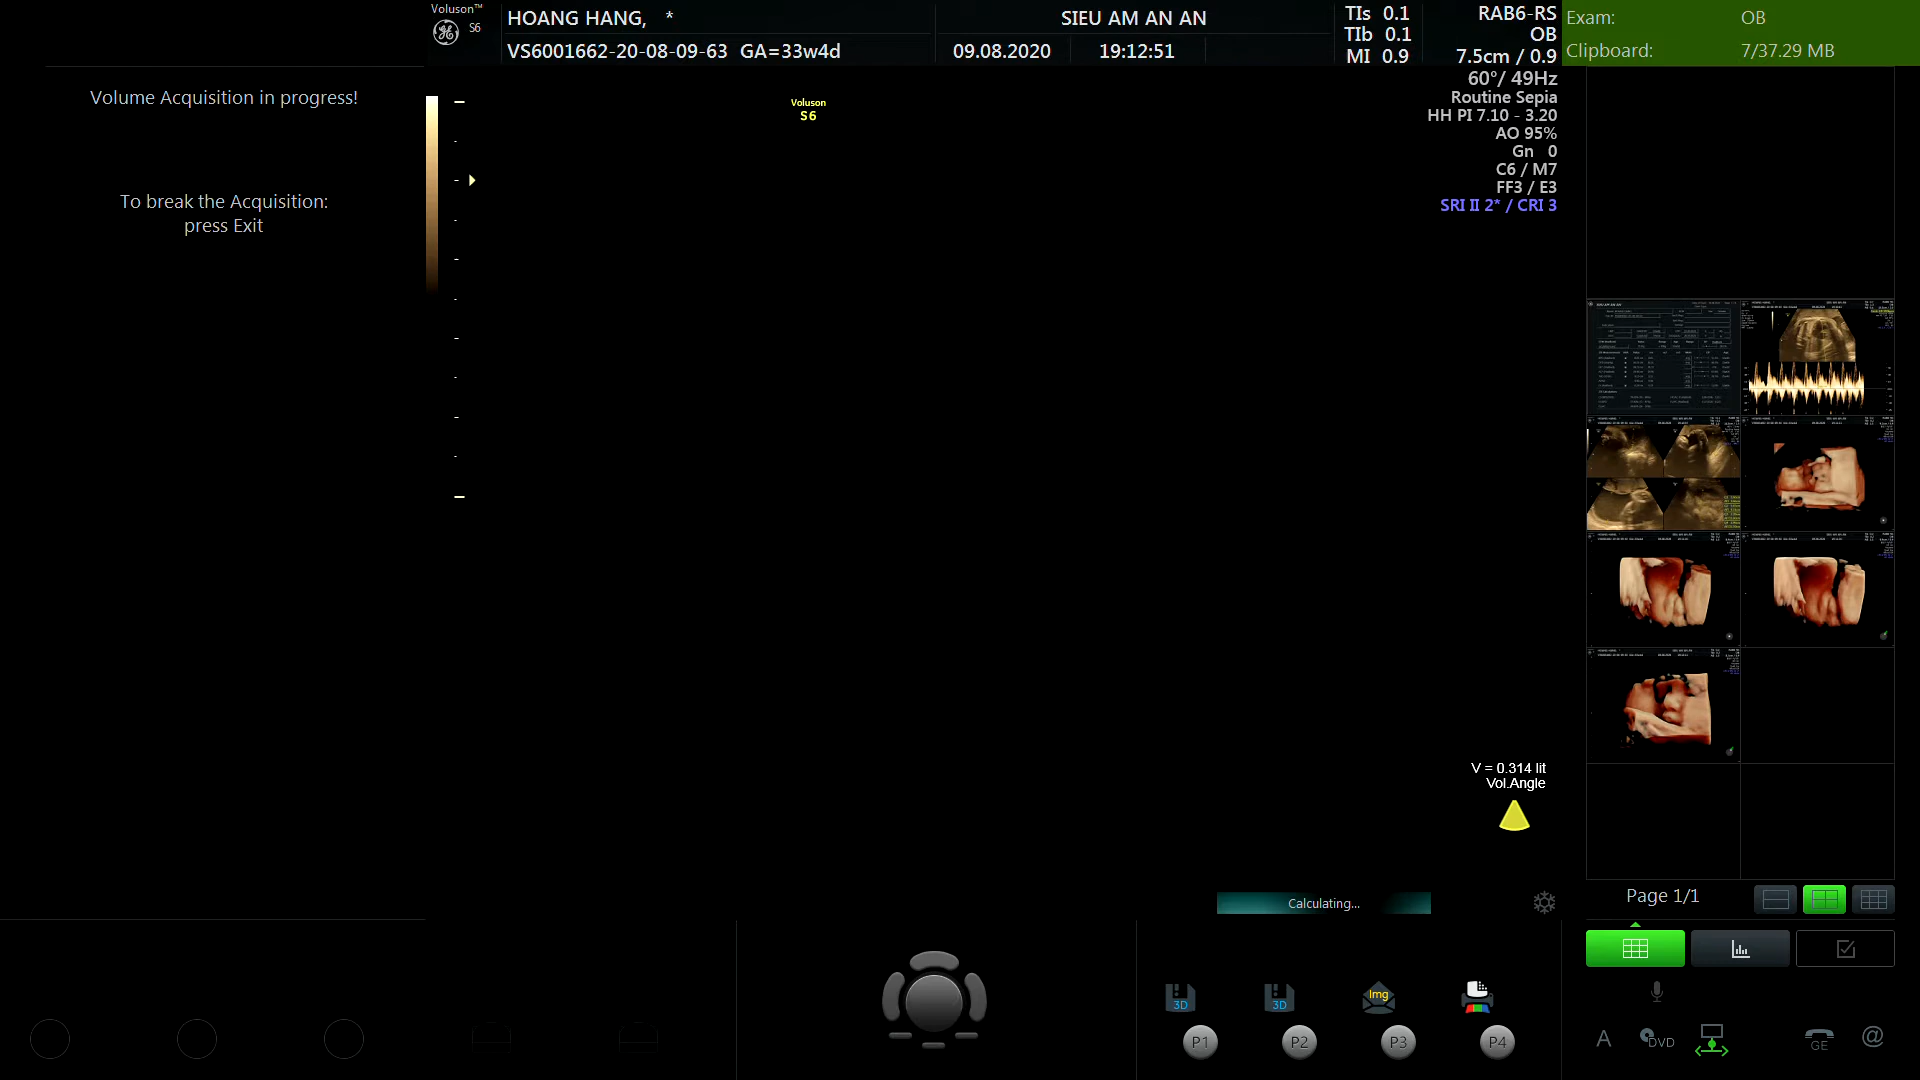 Voluson™
S6
HOANG HANG, *
SIEU AM AN AN
VS6001662-20-08-09-63 GA=33w4d
09.08.2020
19:12:51
TIs 0.1
TIb 0.1
MI 0.9
RAB6-RS
OB
7.5cm / 0.9
60°/ 49Hz
Routine Sepia
HH PI 7.10 - 3.20
AO 95%
Gn 0
C6 / M7
FF3 / E3
SRI II 2* / CRI 3
Exam: OB
Clipboard: 7/37.29 MB
Volume Acquisition in progress!
To break the Acquisition:
press Exit
Voluson
S6
V = 0.314 lit
Vol.Angle
Calculating...
Page 1/1
3D
3D
Img
P1
P2
P3
P4
A
DVD
GE
@